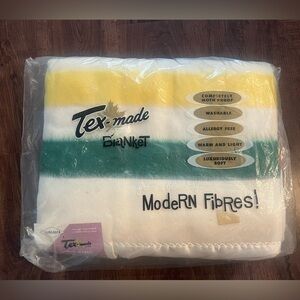 Tex-made
BLANKET
COMPLETELY
MOTH PROOF
WASHABLE
ALLERGY FREE
WARM AND LIGHT
LUXURIOUSLY
SOFT
MODERN FIBRES!
Tex-made